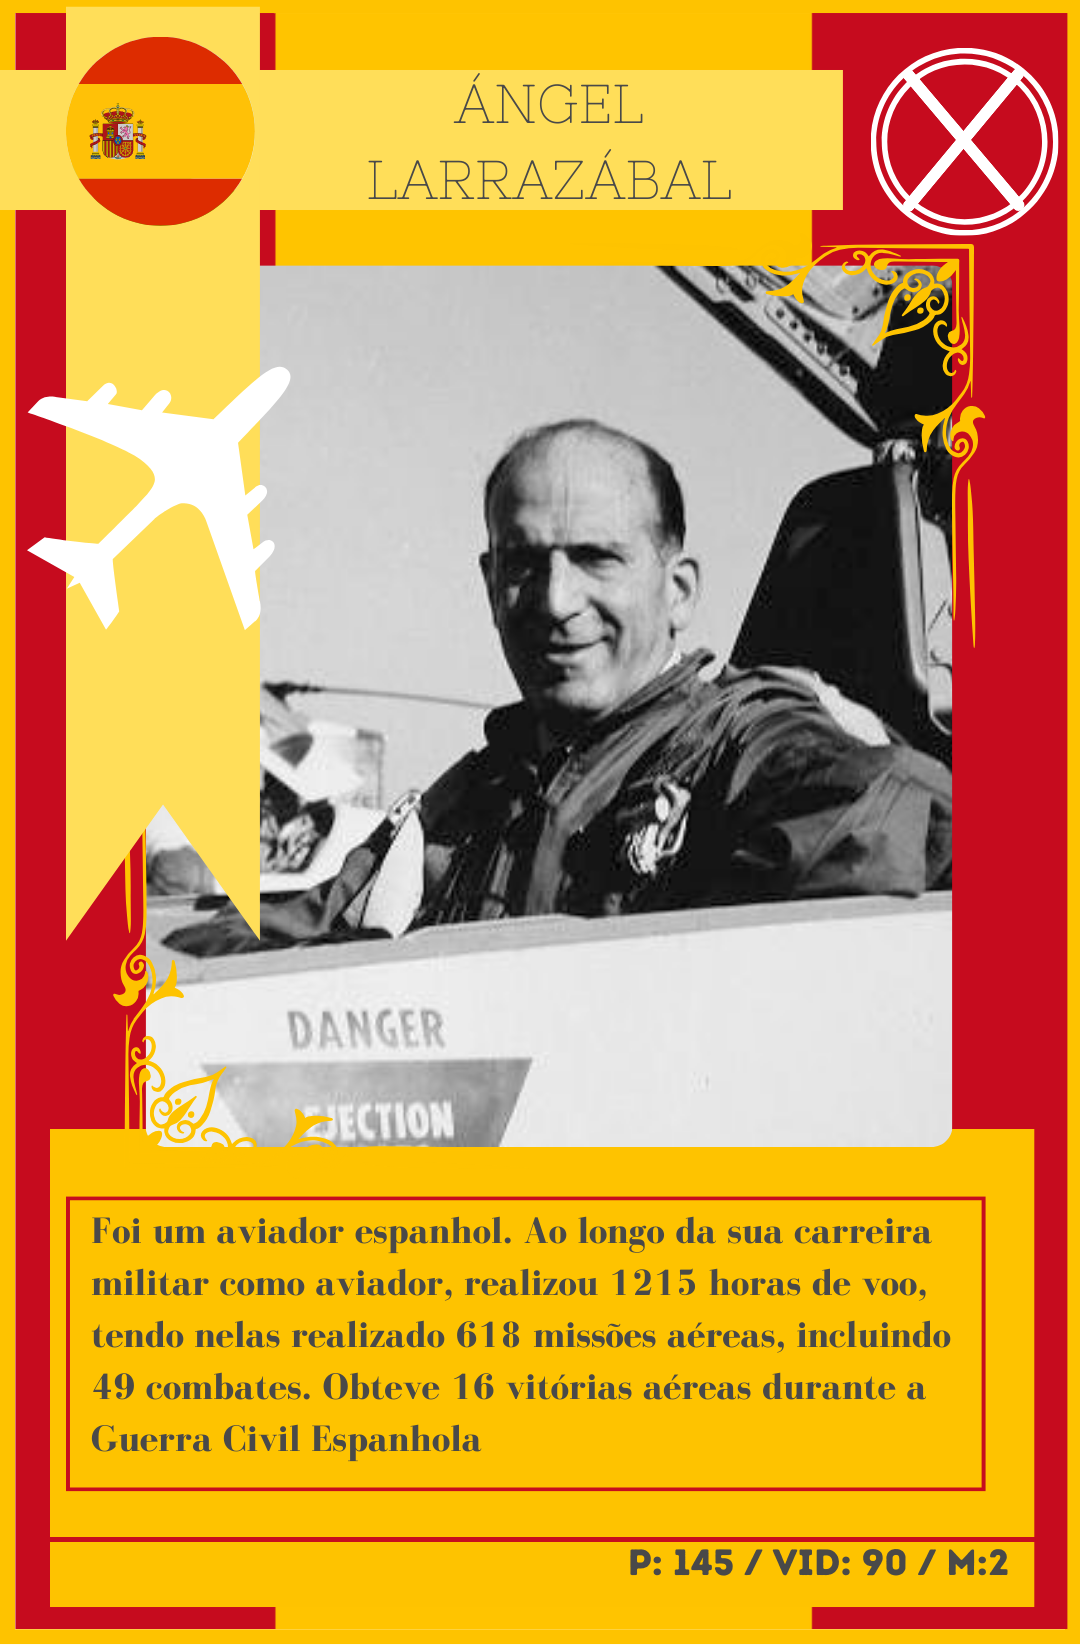 ÁNGEL
LARRAZÁBAL
DANGER
EJECTION
Foi um aviador espanhol. Ao longo da sua carreira
militar como aviador, realizou 1215 horas de voo,
tendo nelas realizado 618 missões aéreas, incluindo
49 combates. Obteve 16 vitórias aéreas durante a
Guerra Civil Espanhola
P: 145 / VID: 90 / M:2